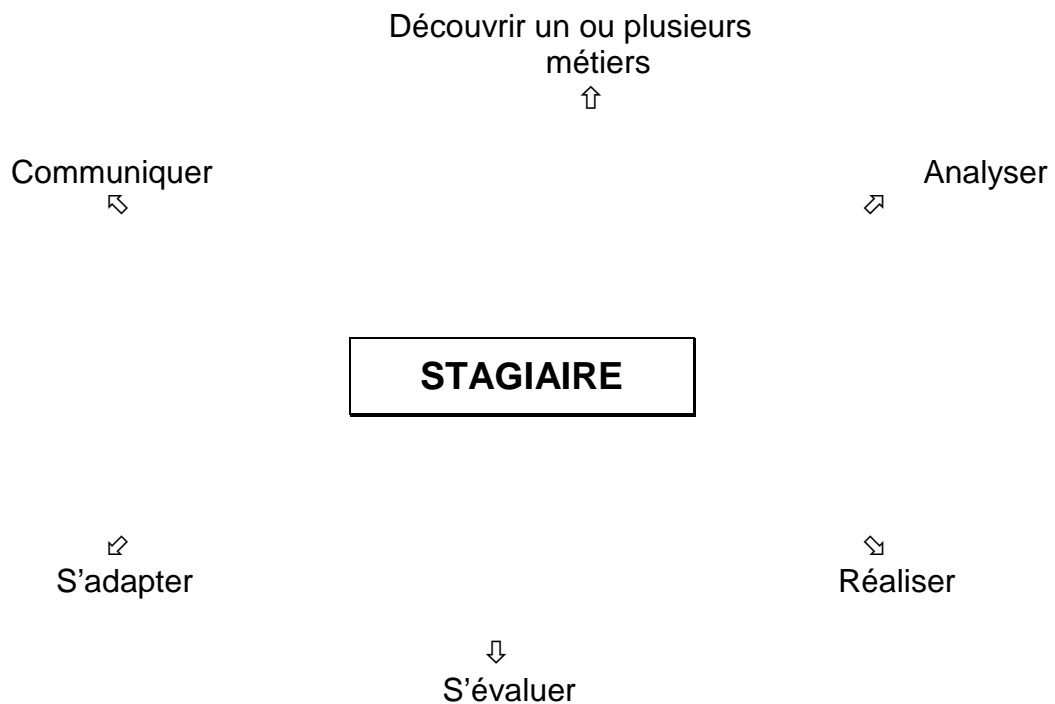 Découvrir un ou plusieurs
métiers
⇧
Communiquer
Analyser
⬁
⬀
STAGIAIRE
⬃
⬂
S’adapter
Réaliser
⇩
S’évaluer